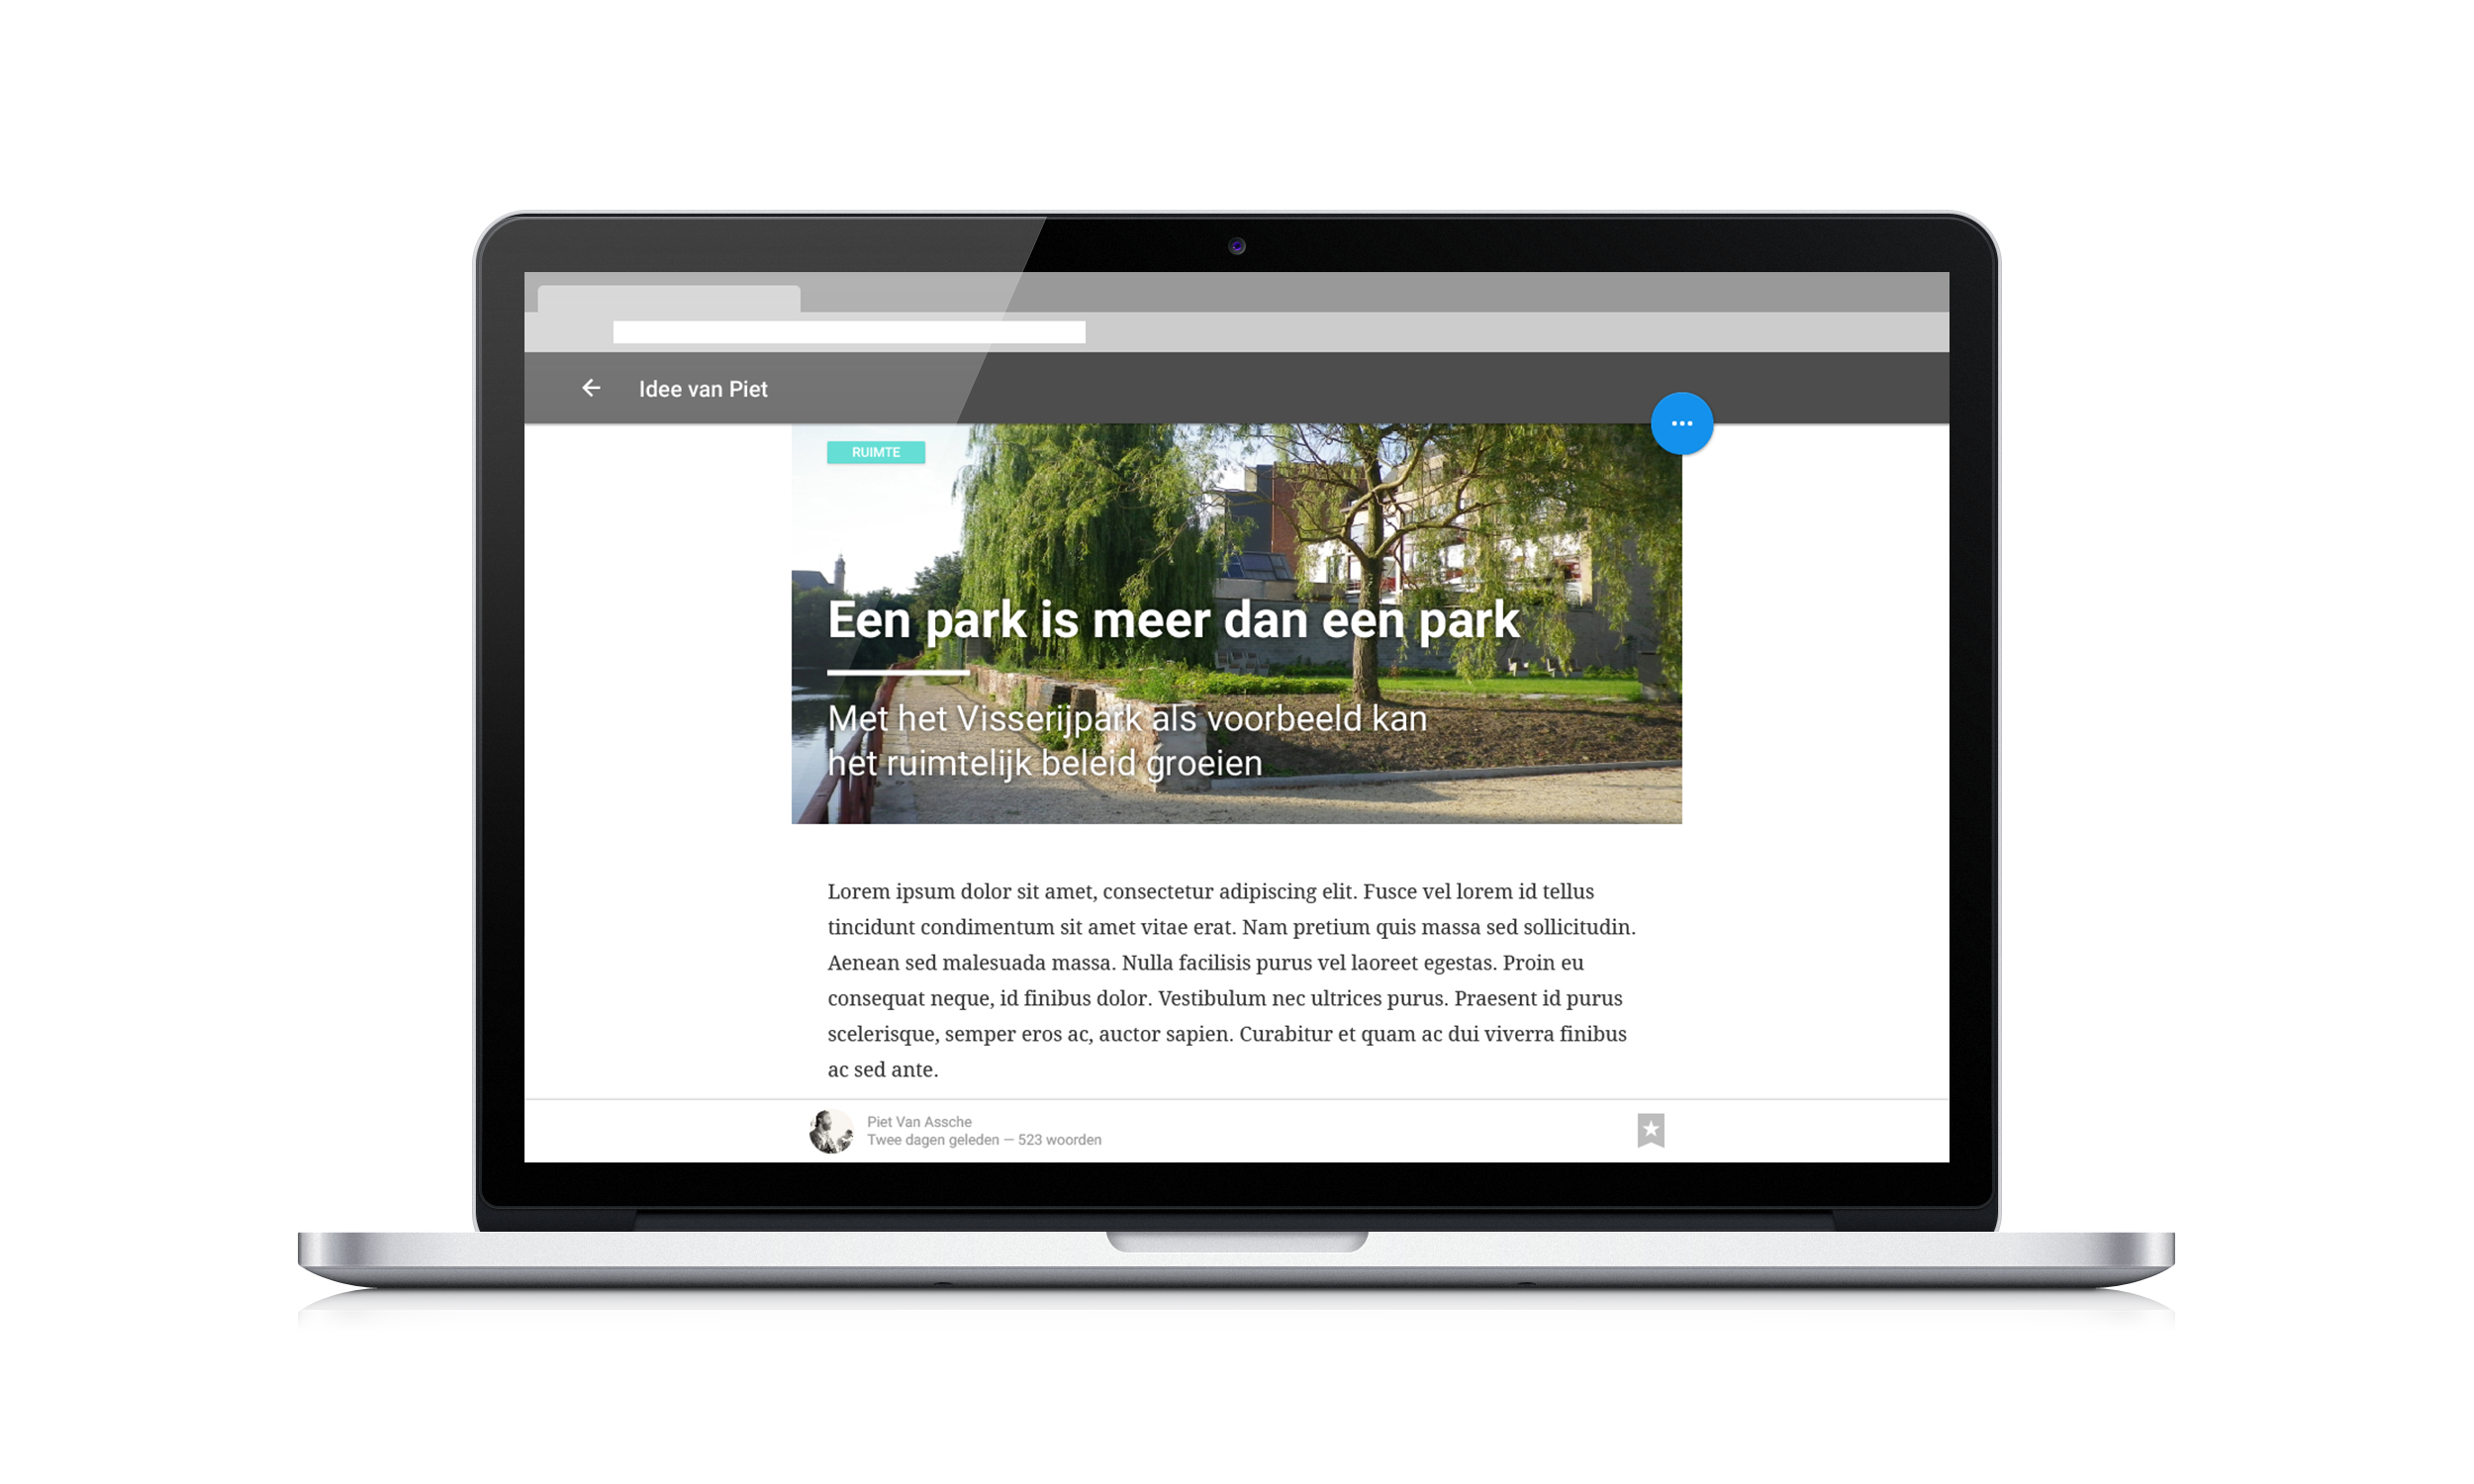 Idee van Piet
RUIMTE
Een park is meer dan een park
Met het Visserijpark als voorbeeld kan
het ruimtelijk beleid groeien
Lorem ipsum dolor sit amet, consectetur adipiscing elit. Fusce vel lorem id tellus
tincidunt condimentum sit amet vitae erat. Nam pretium quis massa sed sollicitudin.
Aenean sed malesuada massa. Nulla facilisis purus vel laoreet egestas. Proin eu
consequat neque, id finibus dolor. Vestibulum nec ultrices purus. Praesent id purus
scelerisque, semper eros ac, auctor sapien. Curabitur et quam ac dui viverra finibus
ac sed ante.
Piet Van Assche
Twee dagen geleden — 523 woorden